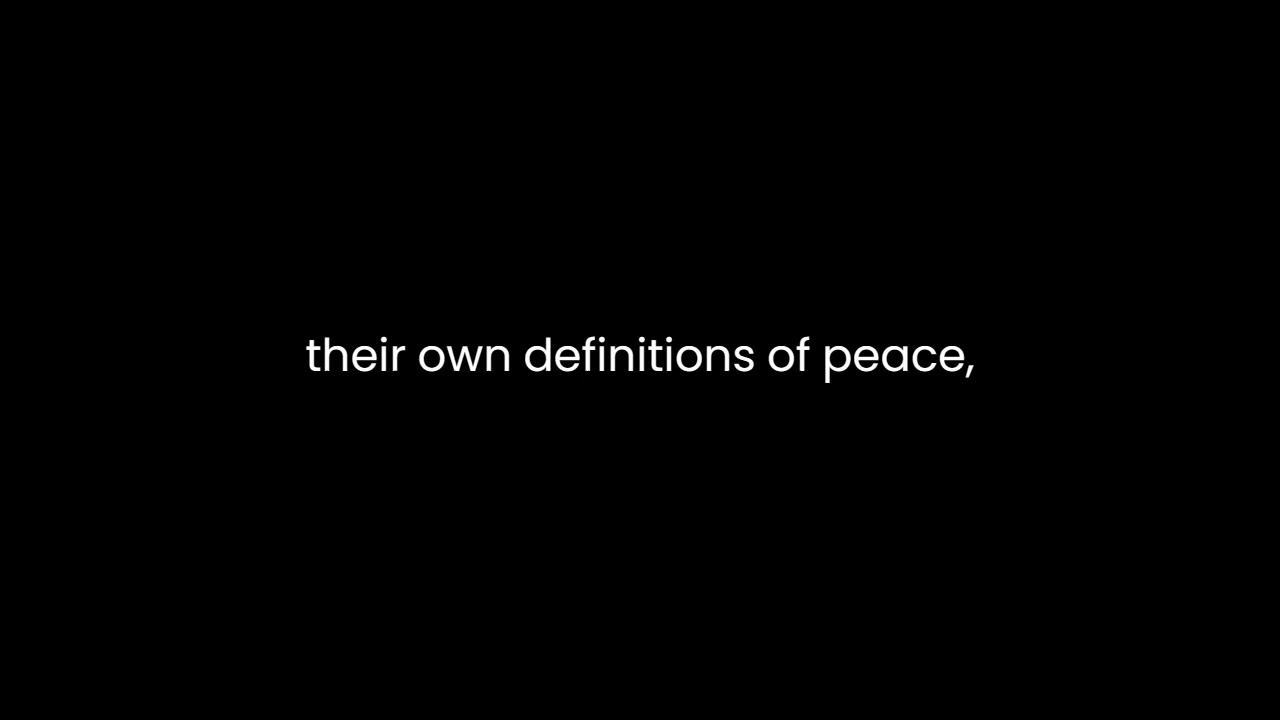 their own definitions of peace,